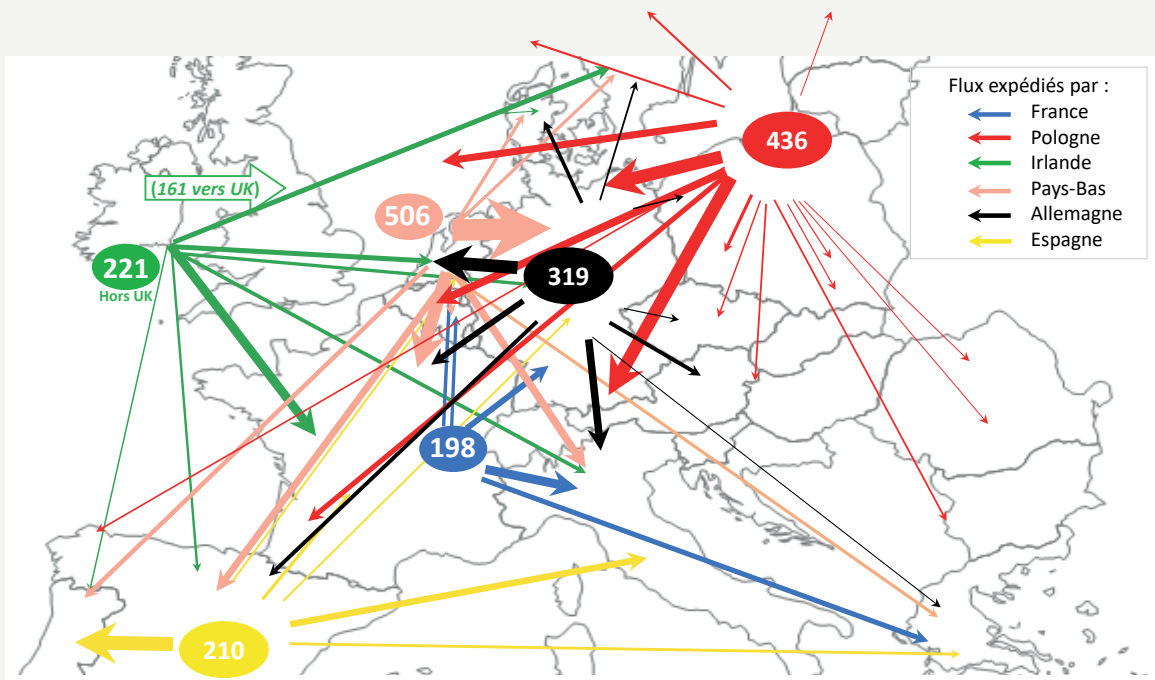 Flux expédiés par :
France
Pologne
Irlande
Pays-Bas
Allemagne
Espagne
436
(161 vers UK)
506
221
Hors UK
319
198
210